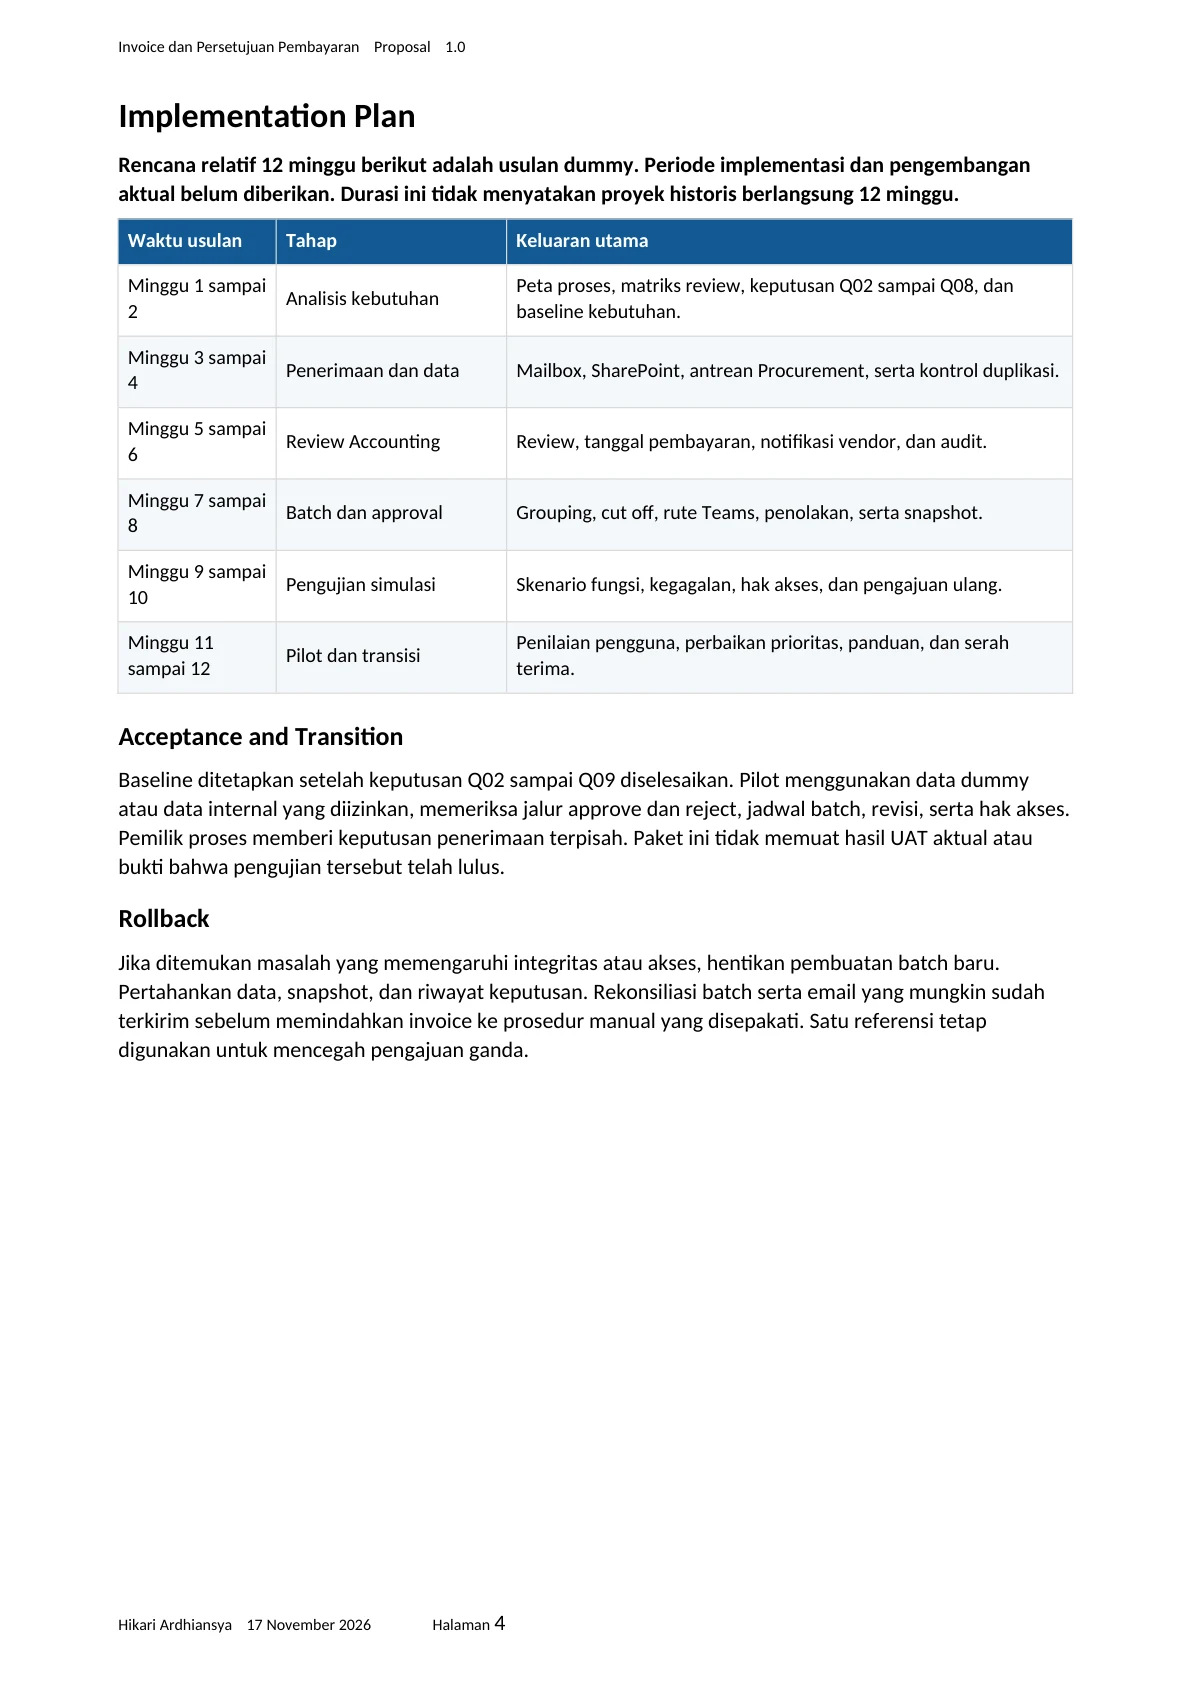 Invoice dan Persetujuan Pembayaran Proposal 1.0
Implementation Plan
Rencana relatif 12 minggu berikut adalah usulan dummy. Periode implementasi dan pengembangan
aktual belum diberikan. Durasi ini tidak menyatakan proyek historis berlangsung 12 minggu.
Waktu usulan Tahap Keluaran utama
Minggu 1 sampai
2
Analisis kebutuhan
Peta proses, matriks review, keputusan Q02 sampai Q08, dan
baseline kebutuhan.
Minggu 3 sampai
4
Penerimaan dan data
Mailbox, SharePoint, antrean Procurement, serta kontrol duplikasi.
Minggu 5 sampai
6
Review Accounting
Review, tanggal pembayaran, notifikasi vendor, dan audit.
Minggu 7 sampai
8
Batch dan approval
Grouping, cut off, rute Teams, penolakan, serta snapshot.
Minggu 9 sampai
10
Pengujian simulasi
Skenario fungsi, kegagalan, hak akses, dan pengajuan ulang.
Minggu 11
sampai 12
Pilot dan transisi
Penilaian pengguna, perbaikan prioritas, panduan, dan serah
terima.
Acceptance and Transition
Baseline ditetapkan setelah keputusan Q02 sampai Q09 diselesaikan. Pilot menggunakan data dummy
atau data internal yang diizinkan, memeriksa jalur approve dan reject, jadwal batch, revisi, serta hak akses.
Pemilik proses memberi keputusan penerimaan terpisah. Paket ini tidak memuat hasil UAT aktual atau
bukti bahwa pengujian tersebut telah lulus.
Rollback
Jika ditemukan masalah yang memengaruhi integritas atau akses, hentikan pembuatan batch baru.
Pertahankan data, snapshot, dan riwayat keputusan. Rekonsiliasi batch serta email yang mungkin sudah
terkirim sebelum memindahkan invoice ke prosedur manual yang disepakati. Satu referensi tetap
digunakan untuk mencegah pengajuan ganda.
Hikari Ardhiansya 17 November 2026 Halaman 4